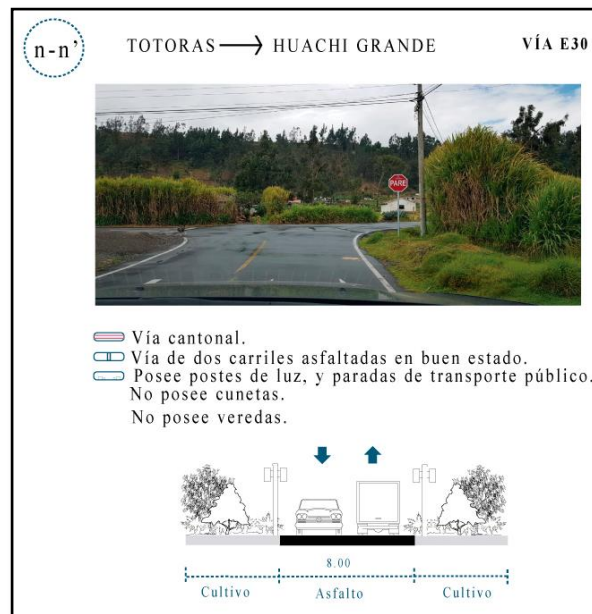 n-n’
TOTORAS ⟶ HUACHI GRANDE
VÍA E30
PARE
Vía cantonal.
Vía de dos carriles asfaltadas en buen estado.
Posee postes de luz, y paradas de transporte público.
No posee cunetas.
No posee veredas.
8.00
Cultivo Asfalto Cultivo